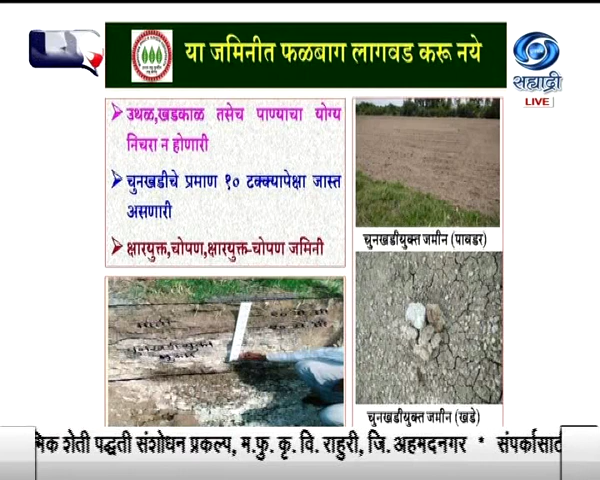 या जमिनीत फळबाग लागवड करू नये
सह्याद्री
LIVE
उथळ,खडकाळ तसेच पाण्याचा योग्य
निचरा न होणारी
चुनखडीचे प्रमाण १० टक्क्यापेक्षा जास्त
असणारी
क्षारयुक्त,चोपण,क्षारयुक्त-चोपण जमिनी
चुनखडीयुक्त जमीन (पावडर)
माती
चुनखडीयुक्त जमीन (खडे)
मिक शेती पद्धती संशोधन प्रकल्प, म.फु. कृ. वि. राहुरी, जि. अहमदनगर * संपर्कासाठ